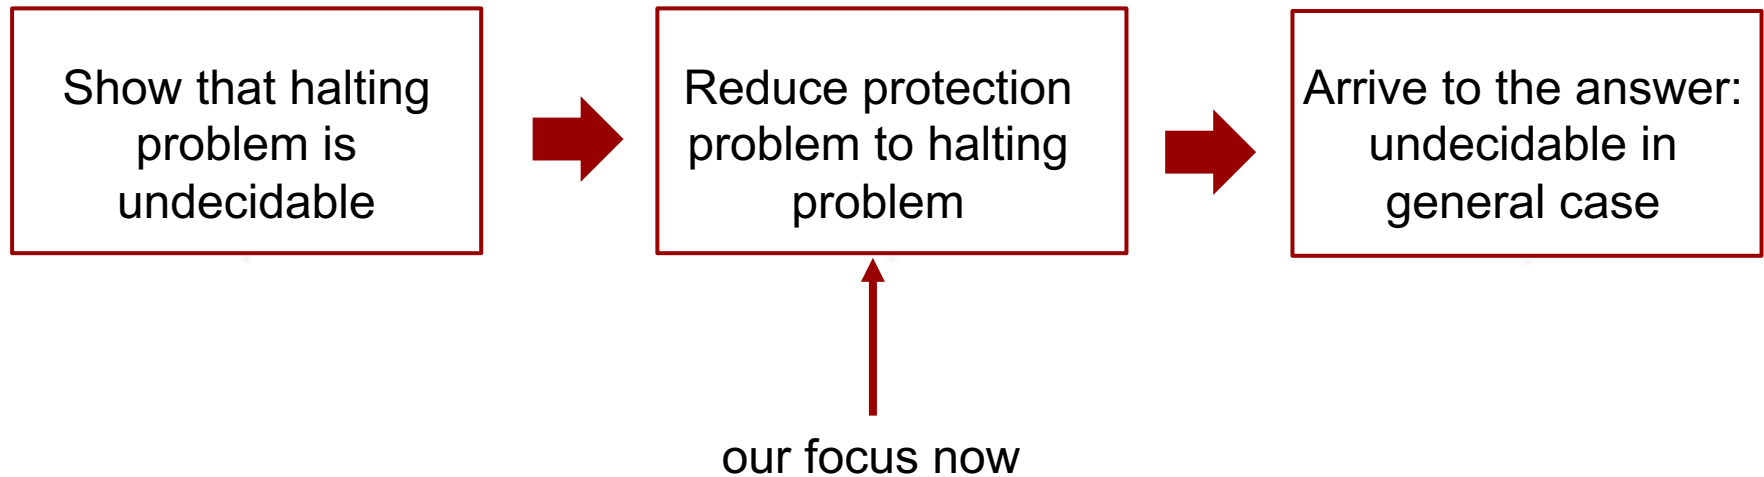 Show that halting
problem is
undecidable
Reduce protection
problem to halting
problem
Arrive to the answer:
undecidable in
general case
our focus now